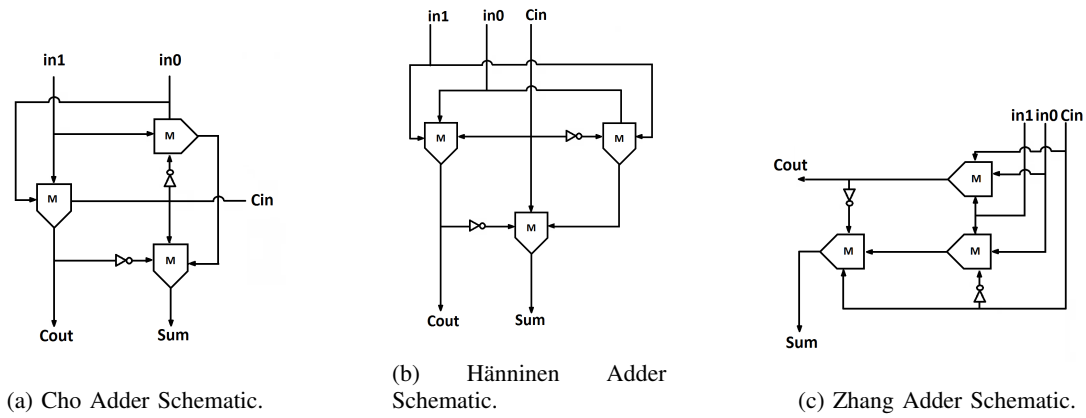 in1 in0
M
M
Cin
M
Cout Sum
(a) Cho Adder Schematic.
in1 in0 Cin
M M
M
Cout Sum
(b) Hänninen Adder
Schematic.
in1 in0 Cin
Cout M
M M
Sum
(c) Zhang Adder Schematic.